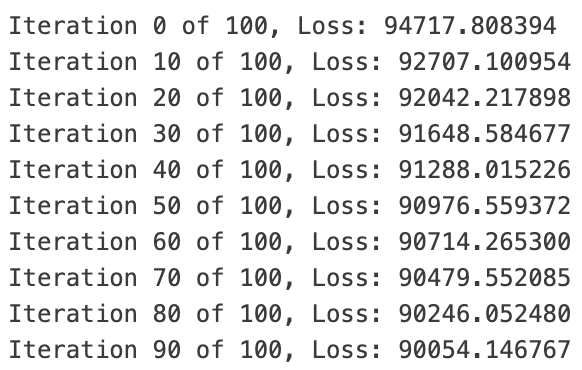 Iteration 0 of 100, Loss: 94717.808394
Iteration 10 of 100, Loss: 92707.100954
Iteration 20 of 100, Loss: 92042.217898
Iteration 30 of 100, Loss: 91648.584677
Iteration 40 of 100, Loss: 91288.015226
Iteration 50 of 100, Loss: 90976.559372
Iteration 60 of 100, Loss: 90714.265300
Iteration 70 of 100, Loss: 90479.552085
Iteration 80 of 100, Loss: 90246.052480
Iteration 90 of 100, Loss: 90054.146767